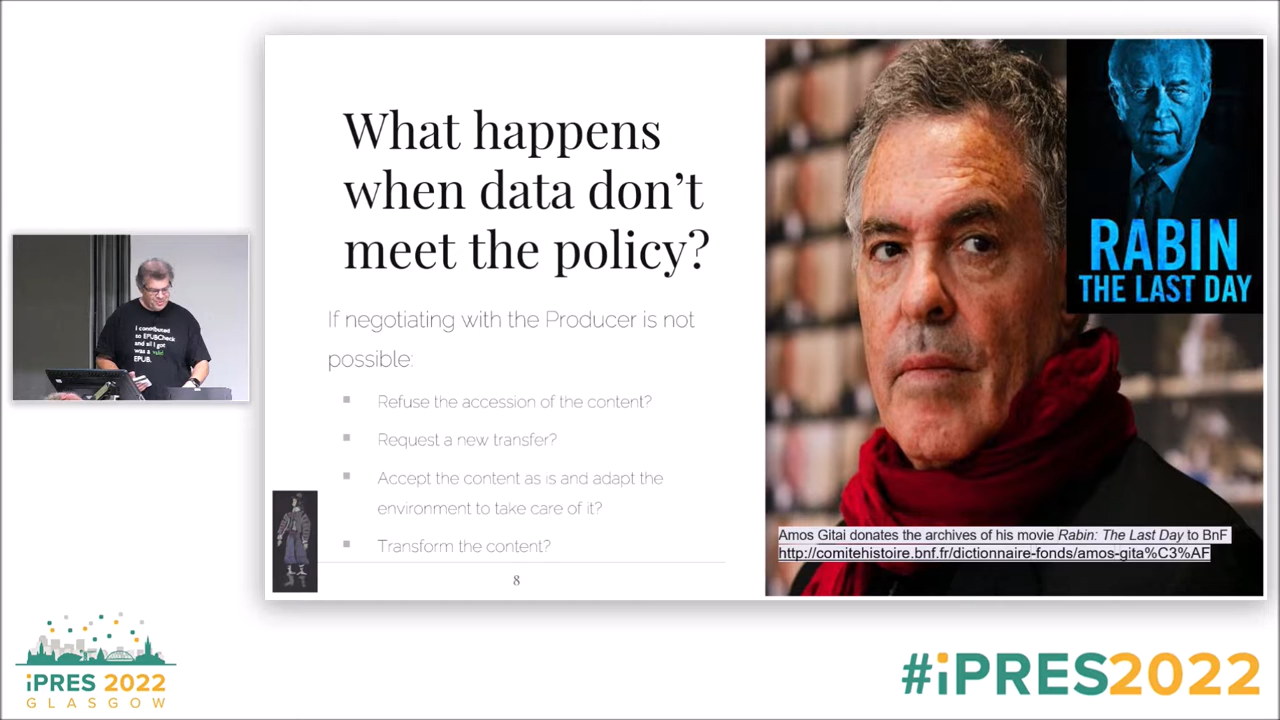 What happens
when data don't
meet the policy?
If negotiating with the Producer is not
possible:
Refuse the accession of the content?
Request a new transfer?
Accept the content as is and adapt the
environment to take care of it?
Transform the content?
8
RABIN
THE LAST DAY
Amos Gitai donates the archives of his movie Rabin: The Last Day to BnF
http://comitehistoire.bnf.fr/dictionnaire-fonds/amos-gita%C3%AF
i contributed
to EPUBCheck
and all I got
was a valid
EPUB.
iPRES 2022
GLASGOW
#iPRES2022